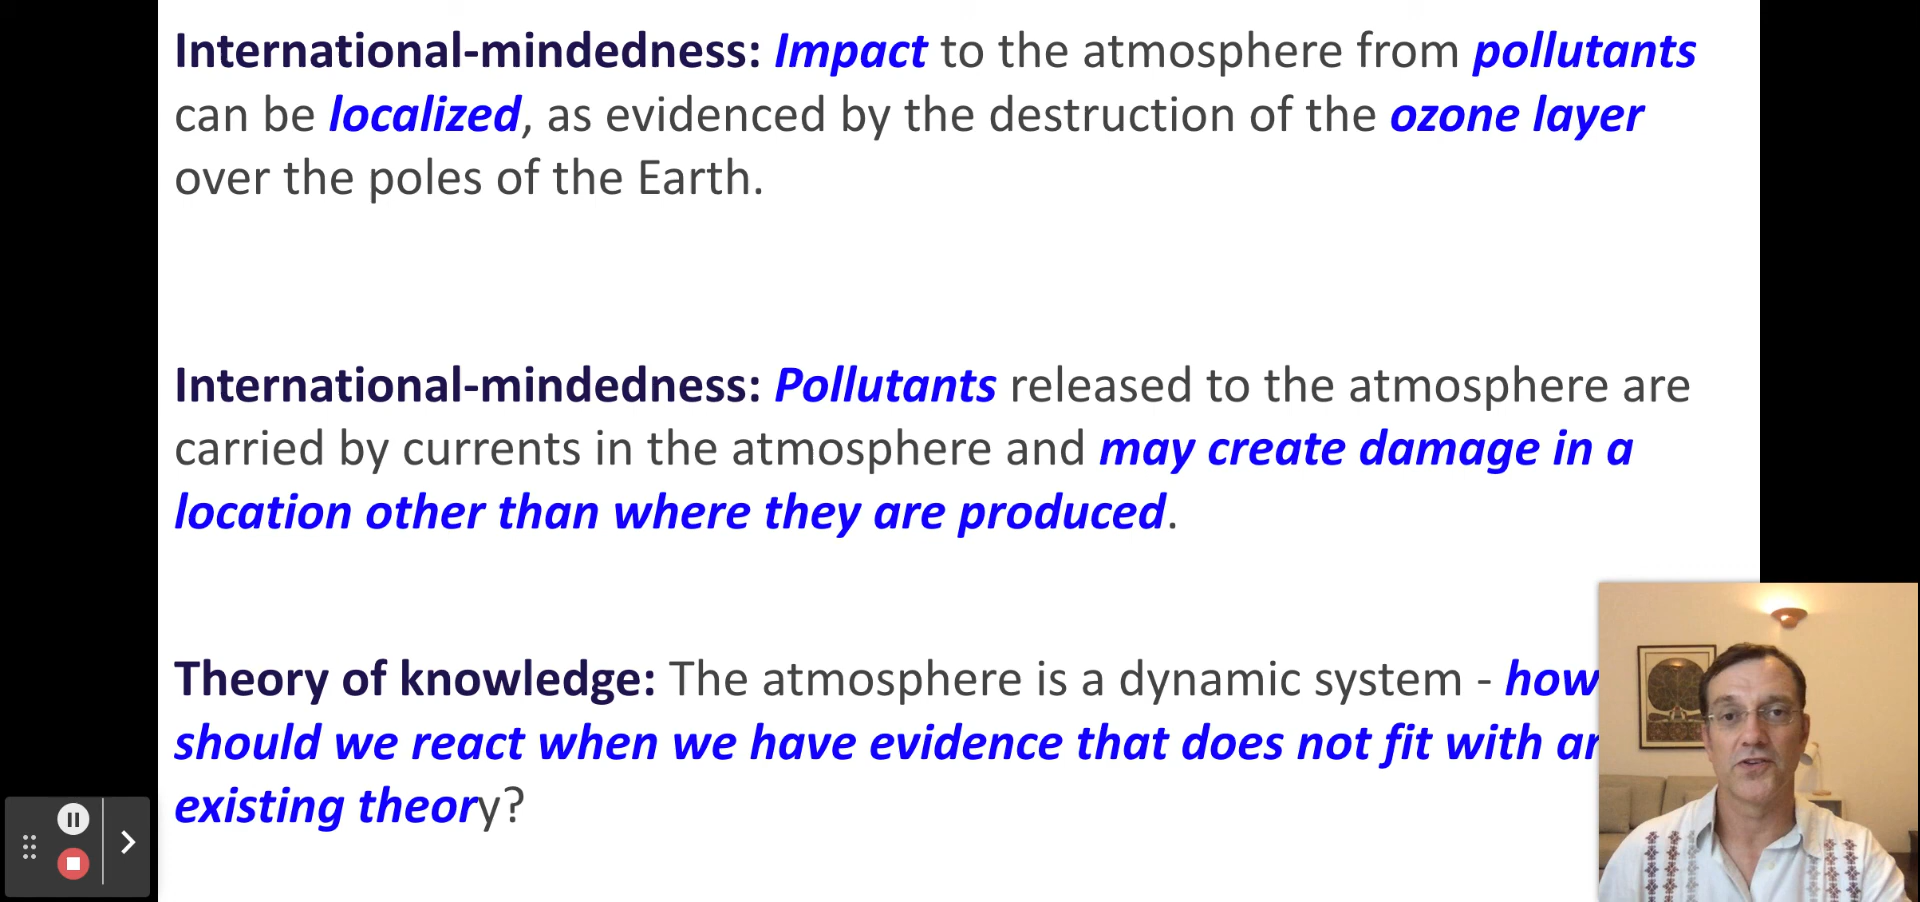 International-mindedness: Impact to the atmosphere from pollutants
can be localized, as evidenced by the destruction of the ozone layer
over the poles of the Earth.
International-mindedness: Pollutants released to the atmosphere are
carried by currents in the atmosphere and may create damage in a
location other than where they are produced.
Theory of knowledge: The atmosphere is a dynamic system - how
should we react when we have evidence that does not fit with
existing theory?